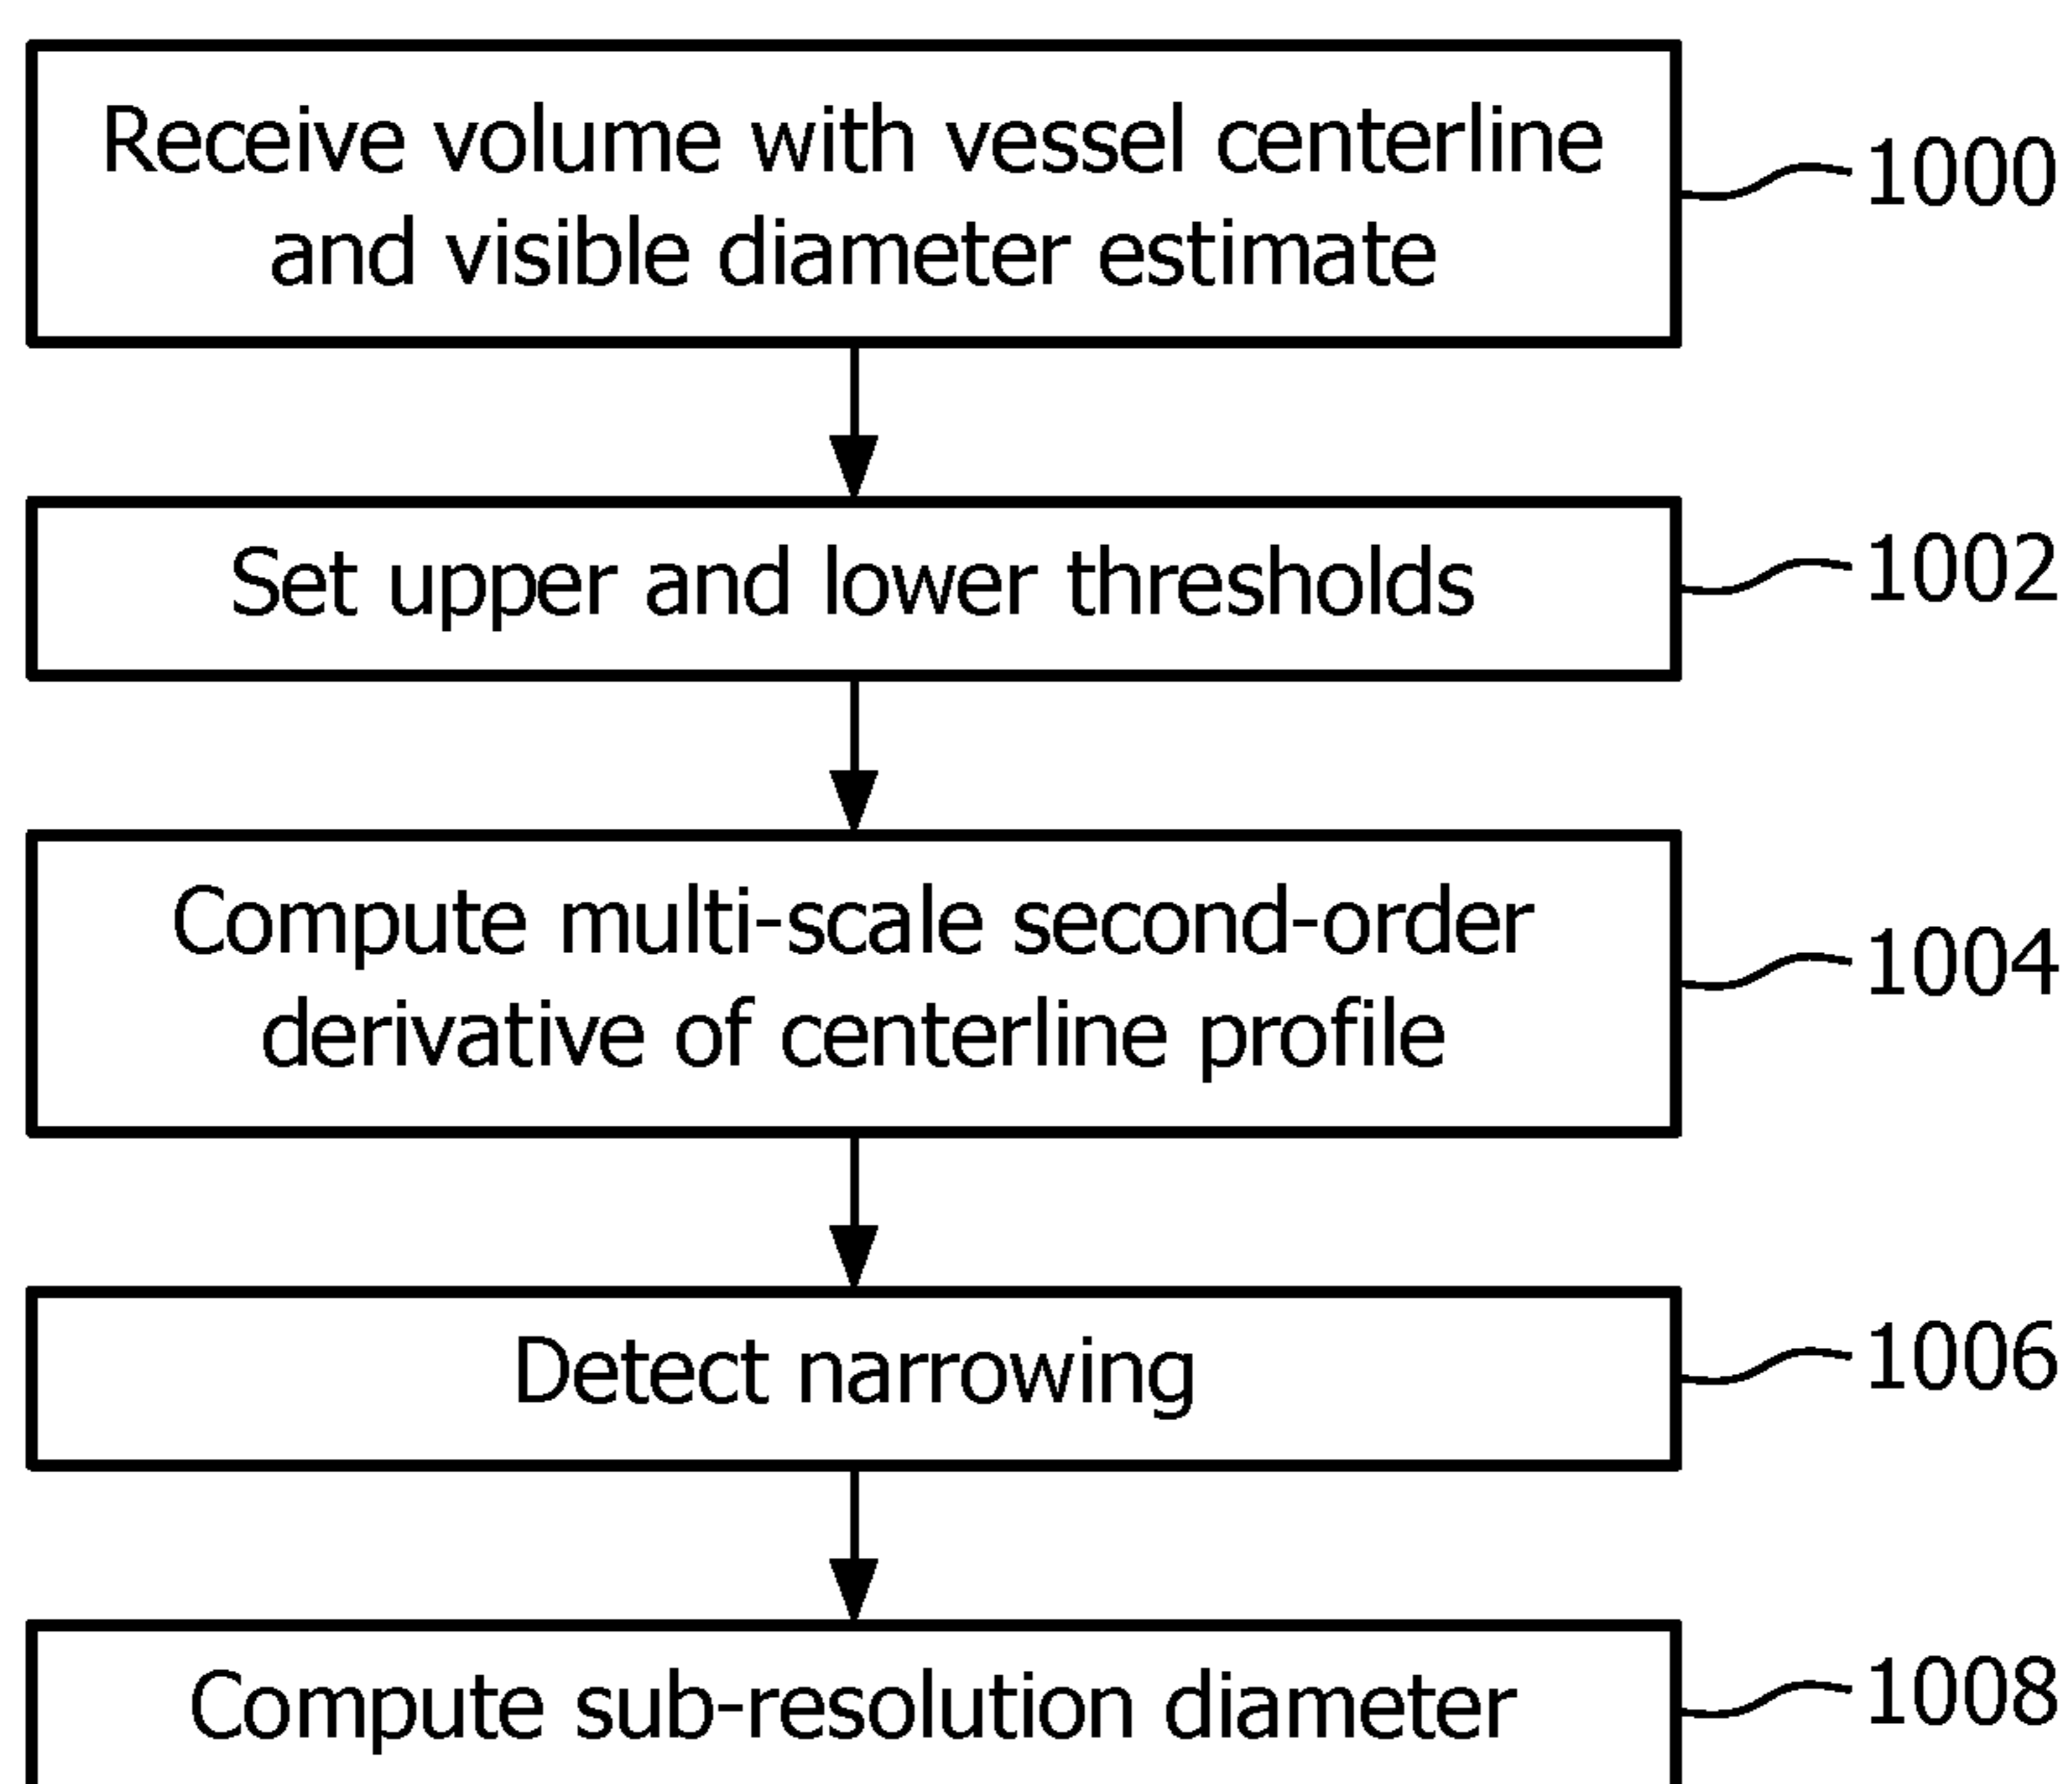 Receive volume with vessel centerline
and visible diameter estimate
1000
Set upper and lower thresholds
1002
Compute multi-scale second-order
derivative of centerline profile
1004
Detect narrowing
1006
Compute sub-resolution diameter
1008